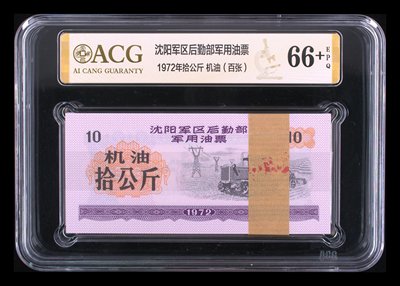 ACG
AI CANG GUARANTY
沈阳军区后勤部军用油票
1972年拾公斤 机油（百张）
66+
EPQ
10
沈阳军区后勤部
军用油票
10
机油
拾公斤
1972